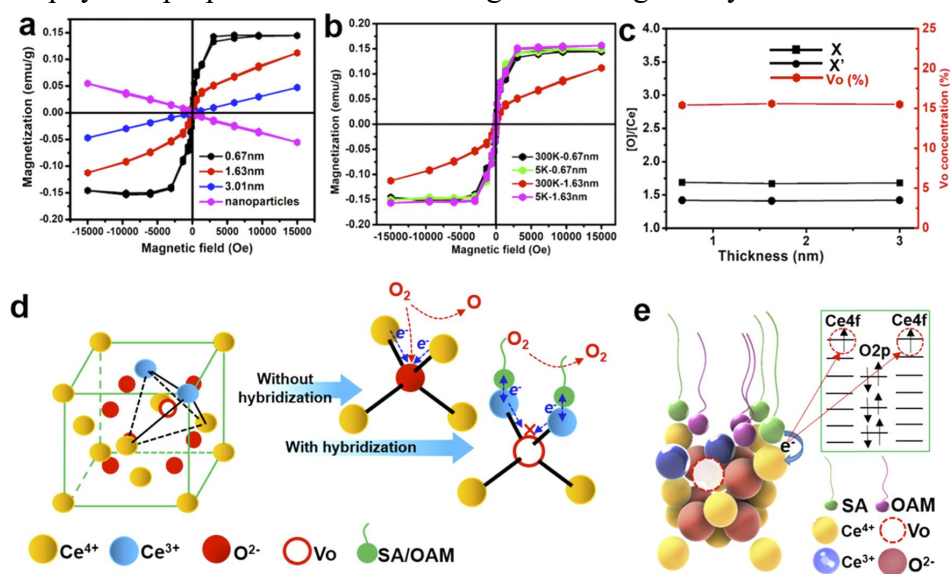 a
Magnetization (emu/g)
0.20
0.15
0.10
0.05
0.00
-0.05
-0.10
-0.15
-0.20
-15000 -10000 -5000 0 5000 10000 15000
Magnetic field (Oe)
0.67nm
1.63nm
3.01nm
nanoparticles
b
Magnetization (emu/g)
0.20
0.15
0.10
0.05
0.00
-0.05
-0.10
-0.15
-0.20
-15000 -10000 -5000 0 5000 10000 15000
Magnetic field (Oe)
300K-0.67nm
5K-0.67nm
300K-1.63nm
5K-1.63nm
c
[O]/[Ce]
4.0
3.5
3.0
2.5
2.0
1.5
1.0
X
X'
Vo (%)
25
20
15
10
5
0
Vo concentration (%)
1 2 3
Thickness (nm)
d
Without
hybridization
With hybridization
O2
O
e-
e-
O2
O2
e-
e-
Ce4+
Ce3+
O2-
Vo
SA/OAM
e
Ce4f
Ce4f
O2p
e-
SA
OAM
Ce4+
Vo
Ce3+
O2-